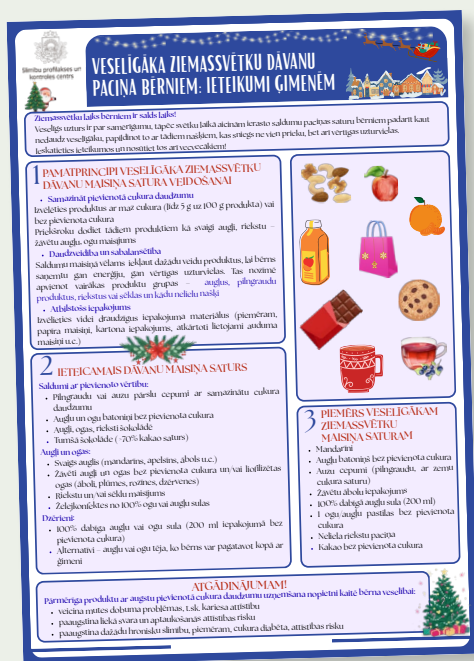 Slimību profilakses un
kontroles centrs
VESELĪGĀKA ZIEMASSVĒTKU DĀVANU
PACIŅA BĒRNIEM: IETEIKUMI ĢIMENĒM
Ziemassvētku laiks bērniem ir salds laiks!
Veselīgs uzturs ir par samērīgumu, tāpēc svētku laikā aicinām ierasto saldumu paciņas saturu bērniem padarīt kaut
nedaudz veselīgāku, papildinot to ar tādiem našķiem, kas sniegs ne vien prieku, bet arī vērtīgas uzturvielas.
Ieskatieties ieteikumos un nosūtiet tos arī vecvecākiem!
1 PAMATPRINCIPI VESELĪGĀKA ZIEMASSVĒTKU
DĀVANU MAISIŅA SATURA VEIDOŠANAI
• Samazināt pievienotā cukura daudzumu
Izvēlēties produktus ar maz cukura (līdz 5 g uz 100 g produkta) vai
bez pievienota cukura
Priekšroku dodiet tādiem produktiem kā svaigi augļi, riekstu –
žāvētu augļu, ogu maisījums
• Daudzveidība un sabalansētība
Saldumu maisiņā vēlams iekļaut dažādu veidu produktus, lai bērns
saņemtu gan enerģiju, gan vērtīgas uzturvielas. Tas nozīmē
apvienot vairākas produktu grupas – augļus, pilngraudu
produktus, riekstus vai sēklas un kādu nelielu našķi
• Atbilstošs iepakojums
Izvēlieties videi draudzīgus iepakojuma materiālus (piemēram,
papīra maisiņi, kartona iepakojums, atkārtoti lietojami auduma
maisiņi u.c.)
2 IETEICAMAIS DĀVANU MAISIŅA SATURS
Saldumi ar pievienoto vērtību:
• Pilngraudu vai auzu pārslu cepumi ar samazinātu cukura
daudzumu
• Augļu un ogu batoniņi bez pievienota cukura
• Augļi, ogas, rieksti šokolādē
• Tumšā šokolāde (~70% kakao saturs)
Augļi un ogas:
• Svaigs auglis (mandarīns, apelsīns, ābols u.c.)
• Žāvēti augļi un ogas bez pievienota cukura un/vai liofilizētas
ogas (āboli, plūmes, rozīnes, dzērvenes)
• Riekstu un/vai sēklu maisījums
• Želejkonfektes no 100% ogu vai augļu sulas
Dzērieni:
• 100% dabīga augļu vai ogu sula (200 ml iepakojumā bez
pievienota cukura)
• Alternatīvi – augļu vai ogu tēja, ko bērns var pagatavot kopā ar
ģimeni
3 PIEMĒRS VESELĪGĀKAM
ZIEMASSVĒTKU
MAISIŅA SATURAM
• Mandarīni
• Augļu batoniņš bez pievienota cukura
• Auzu cepumi (pilngraudu, ar zemu
cukura saturu)
• Žāvētu ābolu iepakojums
• 100% dabīgā augļu sula (200 ml)
• 1 ogu/augļu pastilas bez pievienota
cukura
• Neliela riekstu paciņa
• Kakao bez pievienota cukura
ATGĀDINĀJUMAM!
Pārmērīga produktu ar augstu pievienotā cukura daudzumu uzņemšana nopietni kaitē bērna veselībai:
• veicina mutes dobuma problēmas, t.sk. kariesa attīstību
• paaugstina liekā svara un aptaukošanās attīstības risku
• paaugstina dažādu hronisku slimību, piemēram, cukura diabēta, attīstības risku